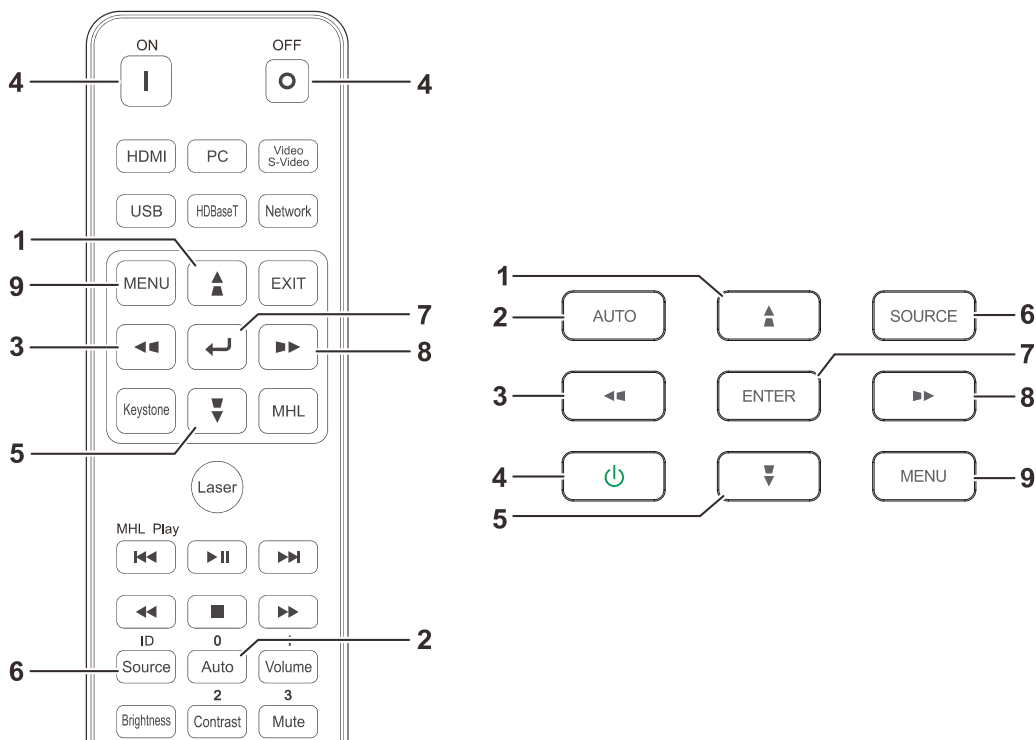 ON OFF
4 4
HDMI PC Video
S-Video
USB HDBaseT Network
1
9 MENU EXIT
7
3 8
Keystone MHL
5
Laser
MHL Play
ID 0
2
6 Source Auto Volume
2 3
Brightness Contrast Mute
1
2 AUTO SOURCE 6
7
3 ENTER 8
4 MENU 9
5